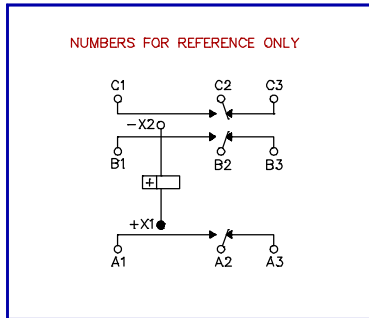 NUMBERS FOR REFERENCE ONLY
C1 C2 C3
-X2
B1 B2 B3
+
+X1
A1 A2 A3